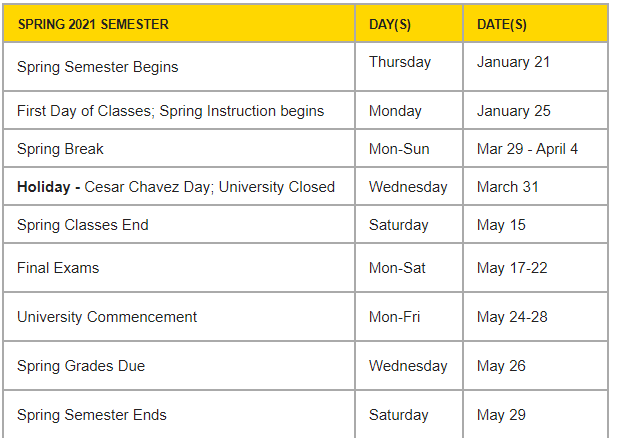 SPRING 2021 SEMESTER DAY(S) DATE(S)
Spring Semester Begins Thursday January 21
First Day of Classes; Spring Instruction begins Monday January 25
Spring Break Mon-Sun Mar 29 - April 4
Holiday - Cesar Chavez Day; University Closed Wednesday March 31
Spring Classes End Saturday May 15
Final Exams Mon-Sat May 17-22
University Commencement Mon-Fri May 24-28
Spring Grades Due Wednesday May 26
Spring Semester Ends Saturday May 29